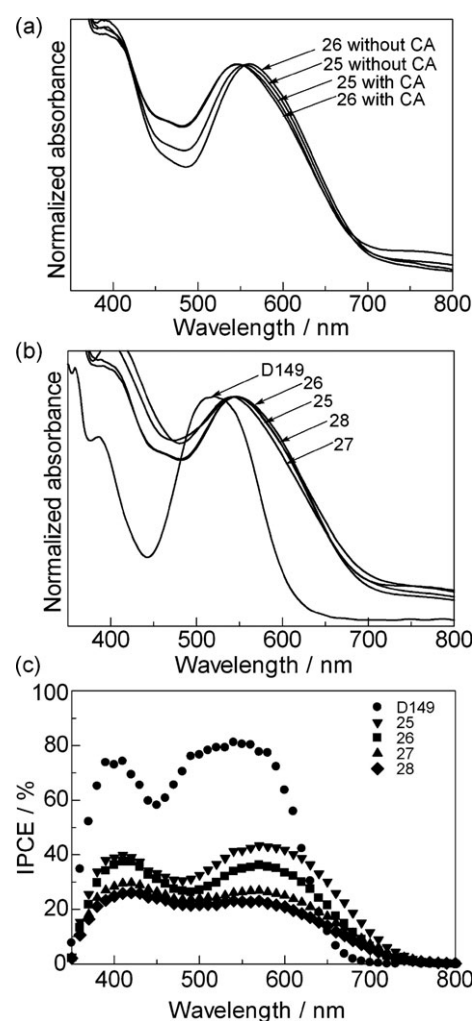 (a)
26 without CA
25 without CA
25 with CA
26 with CA
Normalized absorbance
400 500 600 700 800
Wavelength / nm
(b)
D149
26
25
28
27
Normalized absorbance
400 500 600 700 800
Wavelength / nm
(c)
100
80
60
40
20
0
IPCE / %
D149
25
26
27
28
400 500 600 700 800
Wavelength / nm